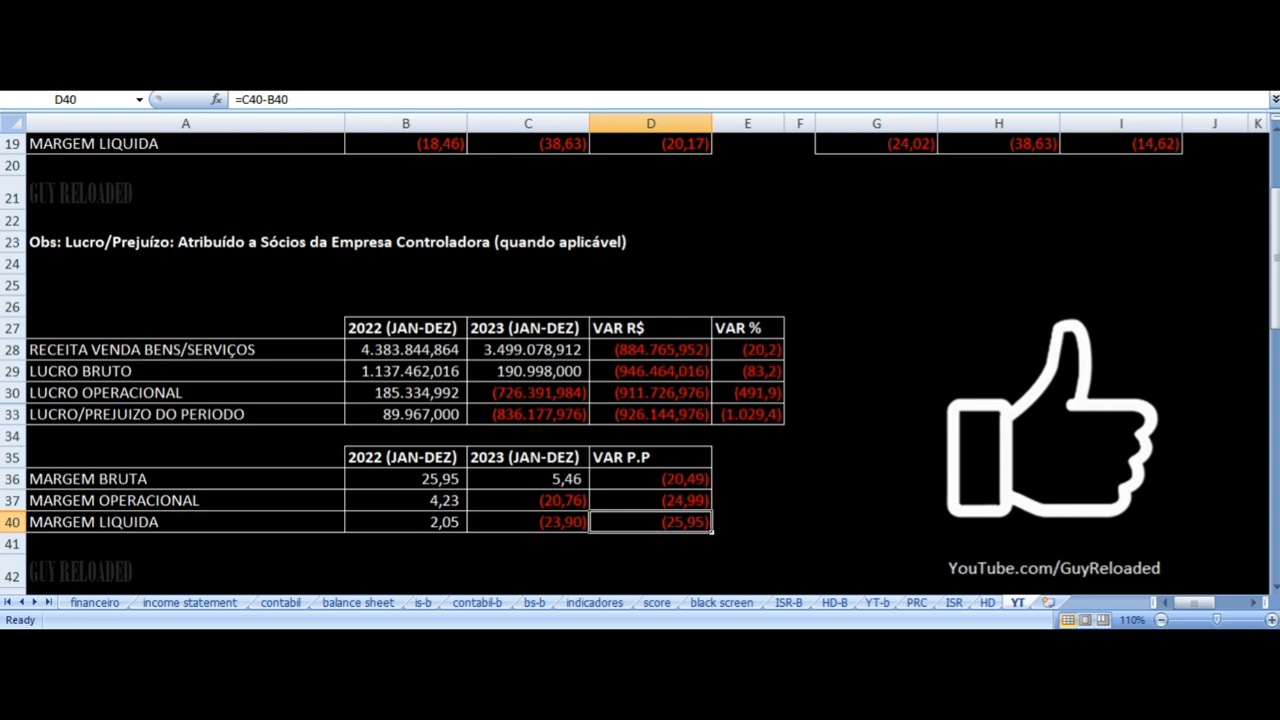 D40 fx =C40-B40
A B C D E F G H I J K
19 MARGEM LIQUIDA (18,46) (38,63) (20,17) (24,02) (38,63) (14,62)
20
21 GUY RELOADED
22
23 Obs: Lucro/Prejuízo: Atribuído a Sócios da Empresa Controladora (quando aplicável)
24
25
26
27 2022 (JAN-DEZ) 2023 (JAN-DEZ) VAR R$ VAR %
28 RECEITA VENDA BENS/SERVIÇOS 4.383.844,864 3.499.078,912 (884.765,952) (20,2)
29 LUCRO BRUTO 1.137.462,016 190.998,000 (946.464,016) (83,2)
30 LUCRO OPERACIONAL 185.334,992 (726.391,984) (911.726,976) (491,9)
33 LUCRO/PREJUIZO DO PERIODO 89.967,000 (836.177,976) (926.144,976) (1.029,4)
34
35 2022 (JAN-DEZ) 2023 (JAN-DEZ) VAR P.P
36 MARGEM BRUTA 25,95 5,46 (20,49)
37 MARGEM OPERACIONAL 4,23 (20,76) (24,99)
40 MARGEM LIQUIDA 2,05 (23,90) (25,95)
41
42 GUY RELOADED
YouTube.com/GuyReloaded
financeiro income statement contabil balance sheet is-b contabil-b bs-b indicadores score black screen ISR-B HD-B YT-b PRC ISR HD YT
Ready 110%